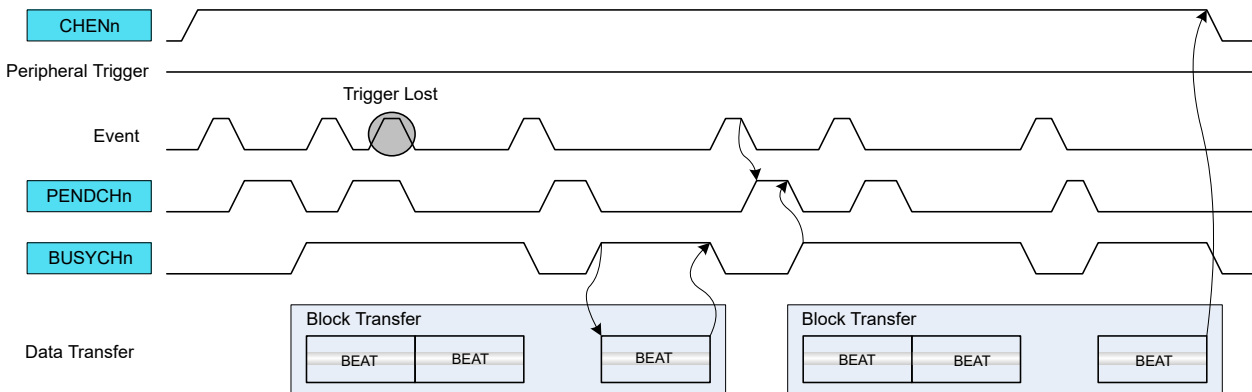 CHENn
Peripheral Trigger
Trigger Lost
Event
PENDCHn
BUSYCHn
Block Transfer
Block Transfer
Data Transfer
BEAT
BEAT
BEAT
BEAT
BEAT
BEAT